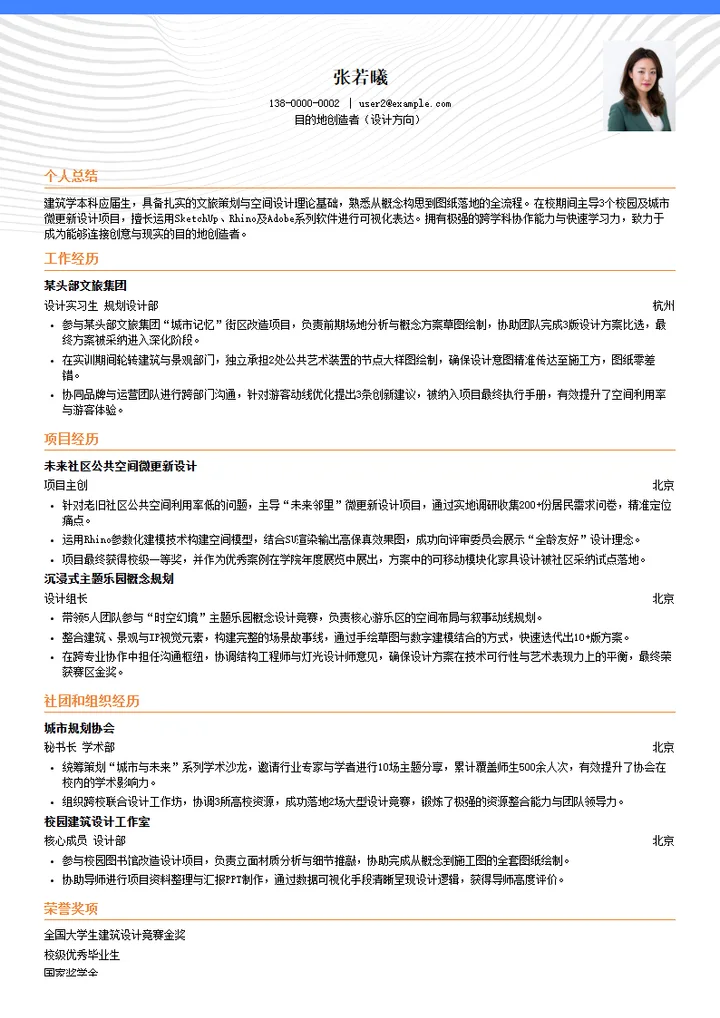 张若曦
138-0000-0002 | user2@example.com
目的地创造者（设计方向）
个人总结
建筑学本科应届生，具备扎实的文旅策划与空间设计理论基础，熟悉从概念构思到图纸落地的全流程。在校期间主导3个校园及城市
微更新设计项目，擅长运用SketchUp、Rhino及Adobe系列软件进行可视化表达。拥有极强的跨学科协作能力与快速学习力，致力于
成为能够连接创意与现实的目的地创造者。
工作经历
某头部文旅集团
设计实习生 规划设计部 杭州
• 参与某头部文旅集团“城市记忆”街区改造项目，负责前期场地分析与概念方案草图绘制，协助团队完成3版设计方案比选，最
终方案被采纳进入深化阶段。
• 在实训期间轮转建筑与景观部门，独立承担2处公共艺术装置的节点大样图绘制，确保设计意图精准传达至施工方，图纸零差
错。
• 协同品牌与运营团队进行跨部门沟通，针对游客动线优化提出3条创新建议，被纳入项目最终执行手册，有效提升了空间利用率
与游客体验。
项目经历
未来社区公共空间微更新设计
项目主创 北京
• 针对老旧社区公共空间利用率低的问题，主导“未来邻里”微更新设计项目，通过实地调研收集200+份居民需求问卷，精准定位
痛点。
• 运用Rhino参数化建模技术构建空间模型，结合SU渲染输出高保真效果图，成功向评审委员会展示“全龄友好”设计理念。
• 项目最终获得校级一等奖，并作为优秀案例在学院年度展览中展出，方案中的可移动模块化家具设计被社区采纳试点落地。
沉浸式主题乐园概念规划
设计组长 北京
• 带领5人团队参与“时空幻境”主题乐园概念设计竞赛，负责核心游乐区的空间布局与叙事动线规划。
• 整合建筑、景观与IP视觉元素，构建完整的场景故事线，通过手绘草图与数字建模结合的方式，快速迭代出10+版方案。
• 在跨专业协作中担任沟通枢纽，协调结构工程师与灯光设计师意见，确保设计方案在技术可行性与艺术表现力上的平衡，最终荣
获赛区金奖。
社团和组织经历
城市规划协会
秘书长 学术部 北京
• 统筹策划“城市与未来”系列学术沙龙，邀请行业专家与学者进行10场主题分享，累计覆盖师生500余人次，有效提升了协会在
校内的学术影响力。
• 组织跨校联合设计工作坊，协调3所高校资源，成功落地2场大型设计竞赛，锻炼了极强的资源整合能力与团队领导力。
校园建筑设计工作室
核心成员 设计部 北京
• 参与校园图书馆改造设计项目，负责立面材质分析与细节推敲，协助完成从概念到施工图的全套图纸绘制。
• 协助导师进行项目资料整理与汇报PPT制作，通过数据可视化手段清晰呈现设计逻辑，获得导师高度评价。
荣誉奖项
全国大学生建筑设计竞赛金奖
校级优秀毕业生
国家奖学金